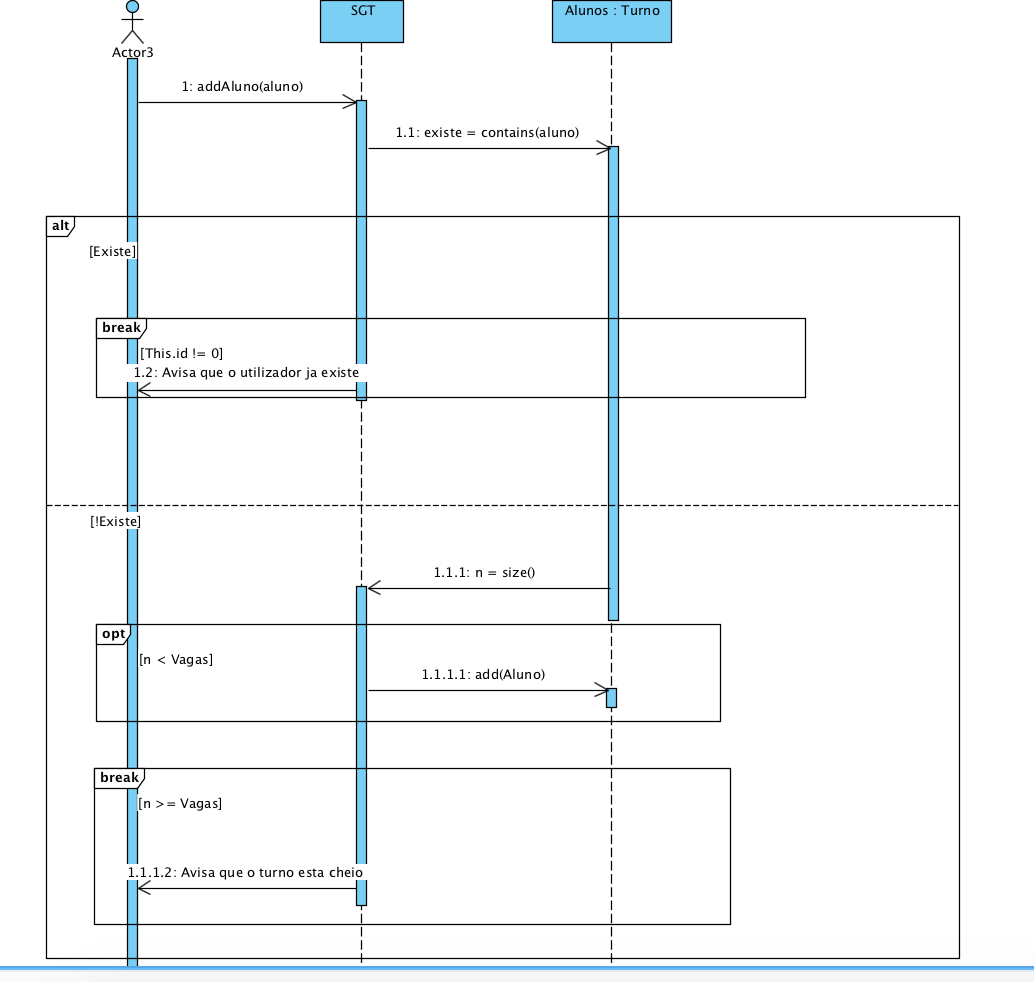 SGT
Alunos : Turno
Actor3
1: addAluno(aluno)
1.1: existe = contains(aluno)
alt
[Existe]
break
[This.id != 0]
1.2: Avisa que o utilizador ja existe
[!Existe]
1.1.1: n = size()
opt
[n < Vagas]
1.1.1.1: add(Aluno)
break
[n >= Vagas]
1.1.1.2: Avisa que o turno esta cheio